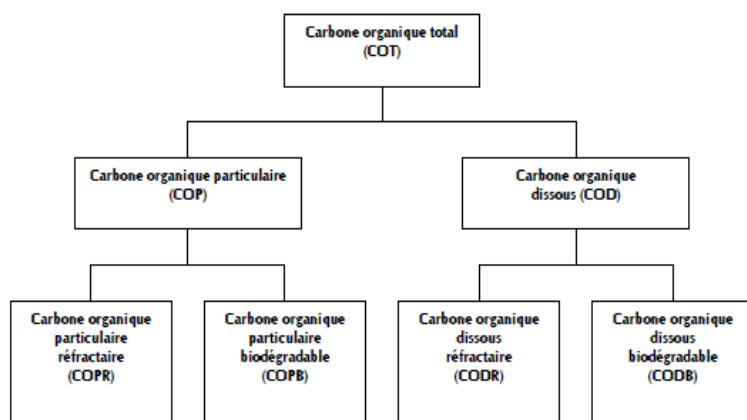 Carbone organique total
(COT)
Carbone organique particulaire
(COP)
Carbone organique
dissous (COD)
Carbone organique
particulaire
réfractaire
(COPR)
Carbone organique
particulaire
biodégradable
(COPB)
Carbone organique
dissous
réfractaire
(CODR)
Carbone organique
dissous
biodégradable
(CODB)